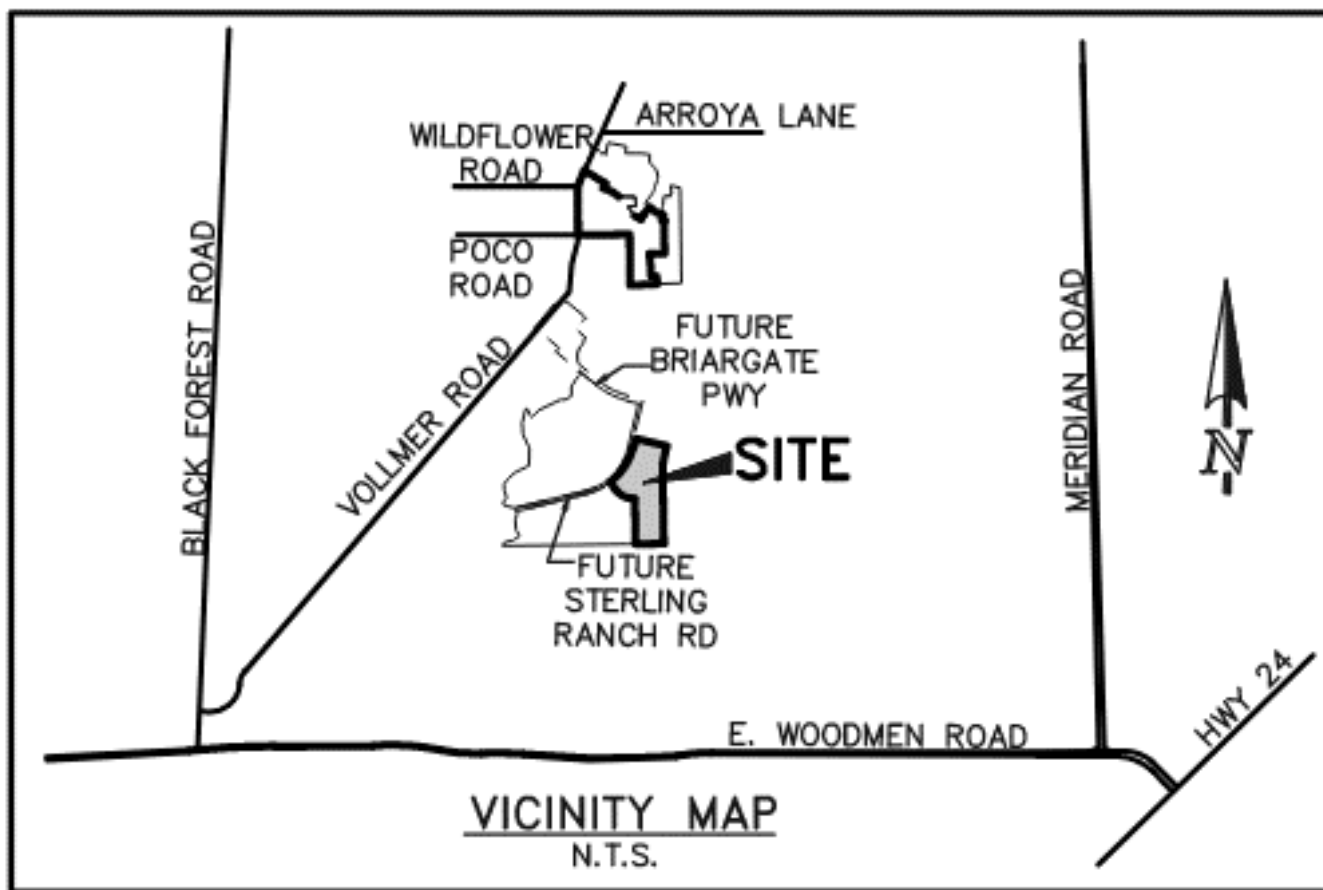 ARROYA LANE
WILDFLOWER
ROAD
POCO
ROAD
BLACK FOREST ROAD
VOLLMER ROAD
FUTURE
BRIARGATE
PWY
SITE
MERIDIAN ROAD
N
FUTURE
STERLING
RANCH RD
E. WOODMEN ROAD
HWY 24
VICINITY MAP
N.T.S.